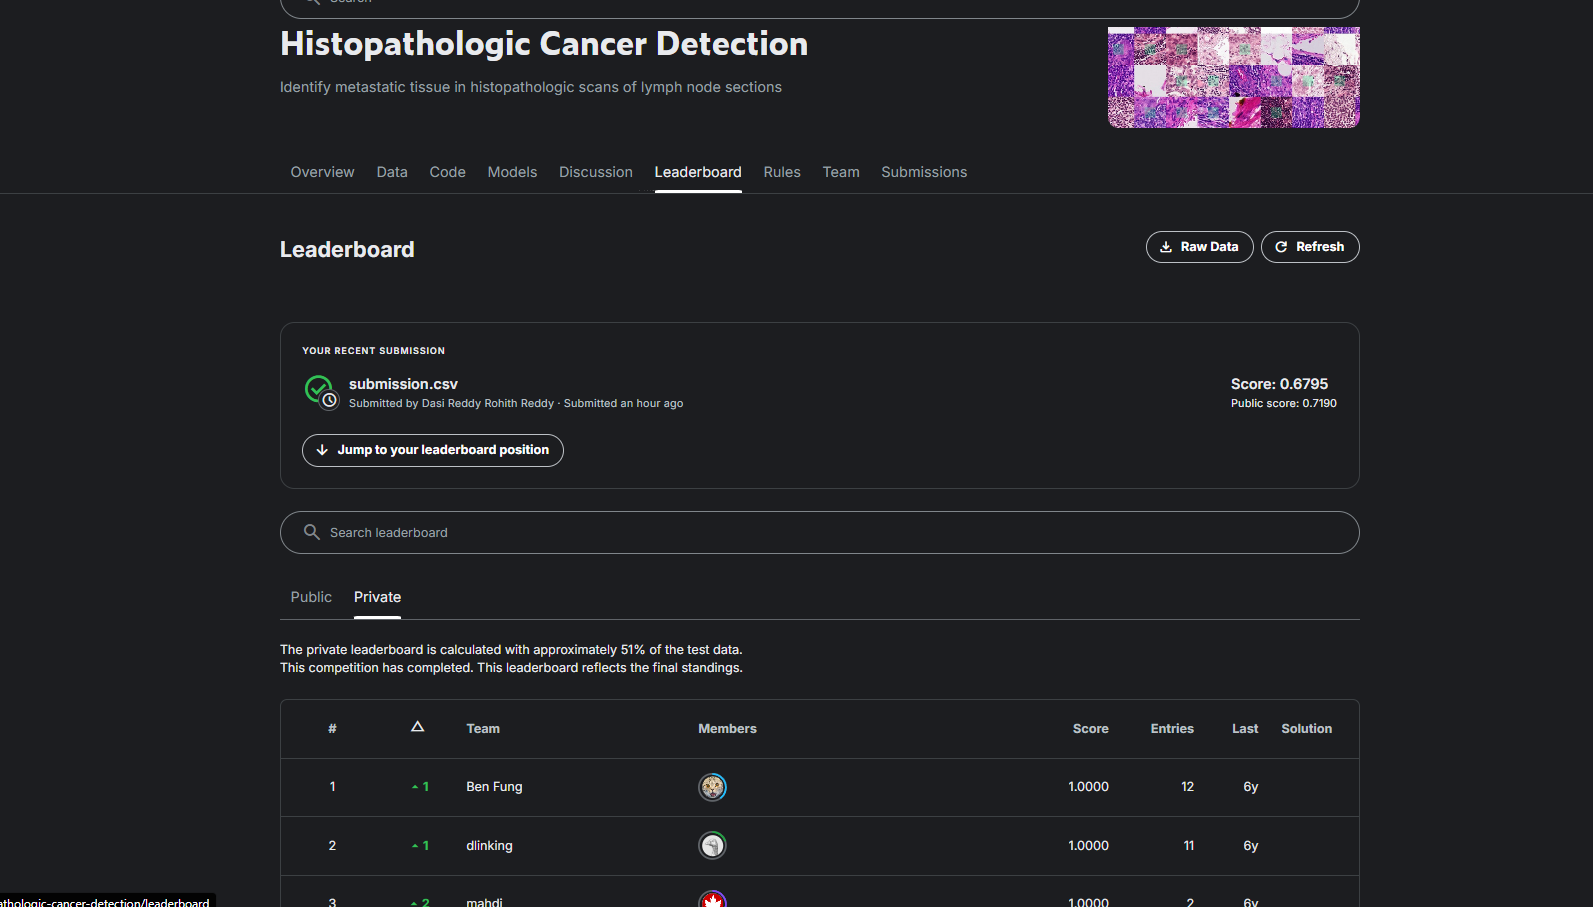 Search
Histopathologic Cancer Detection
Identify metastatic tissue in histopathologic scans of lymph node sections
Overview Data Code Models Discussion Leaderboard Rules Team Submissions
Leaderboard
Raw Data Refresh
YOUR RECENT SUBMISSION
submission.csv Score: 0.6795
Submitted by Dasi Reddy Rohith Reddy · Submitted an hour ago Public score: 0.7190
Jump to your leaderboard position
Search leaderboard
Public Private
The private leaderboard is calculated with approximately 51% of the test data.
This competition has completed. This leaderboard reflects the final standings.
# △ Team Members Score Entries Last Solution
1 1 Ben Fung 1.0000 12 6y
2 1 dlinking 1.0000 11 6y
3 2 mahdi 1.0000 2 6y
athologic-cancer-detection/leaderboard